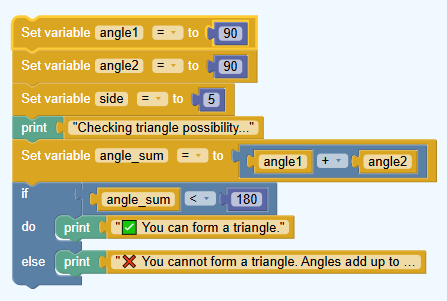 Set variable angle1 = to 90
Set variable angle2 = to 90
Set variable side = to 5
print "Checking triangle possibility..."
Set variable angle_sum = to angle1 + angle2
if angle_sum < 180
do print "✅ You can form a triangle."
else print "❌ You cannot form a triangle. Angles add up to ...